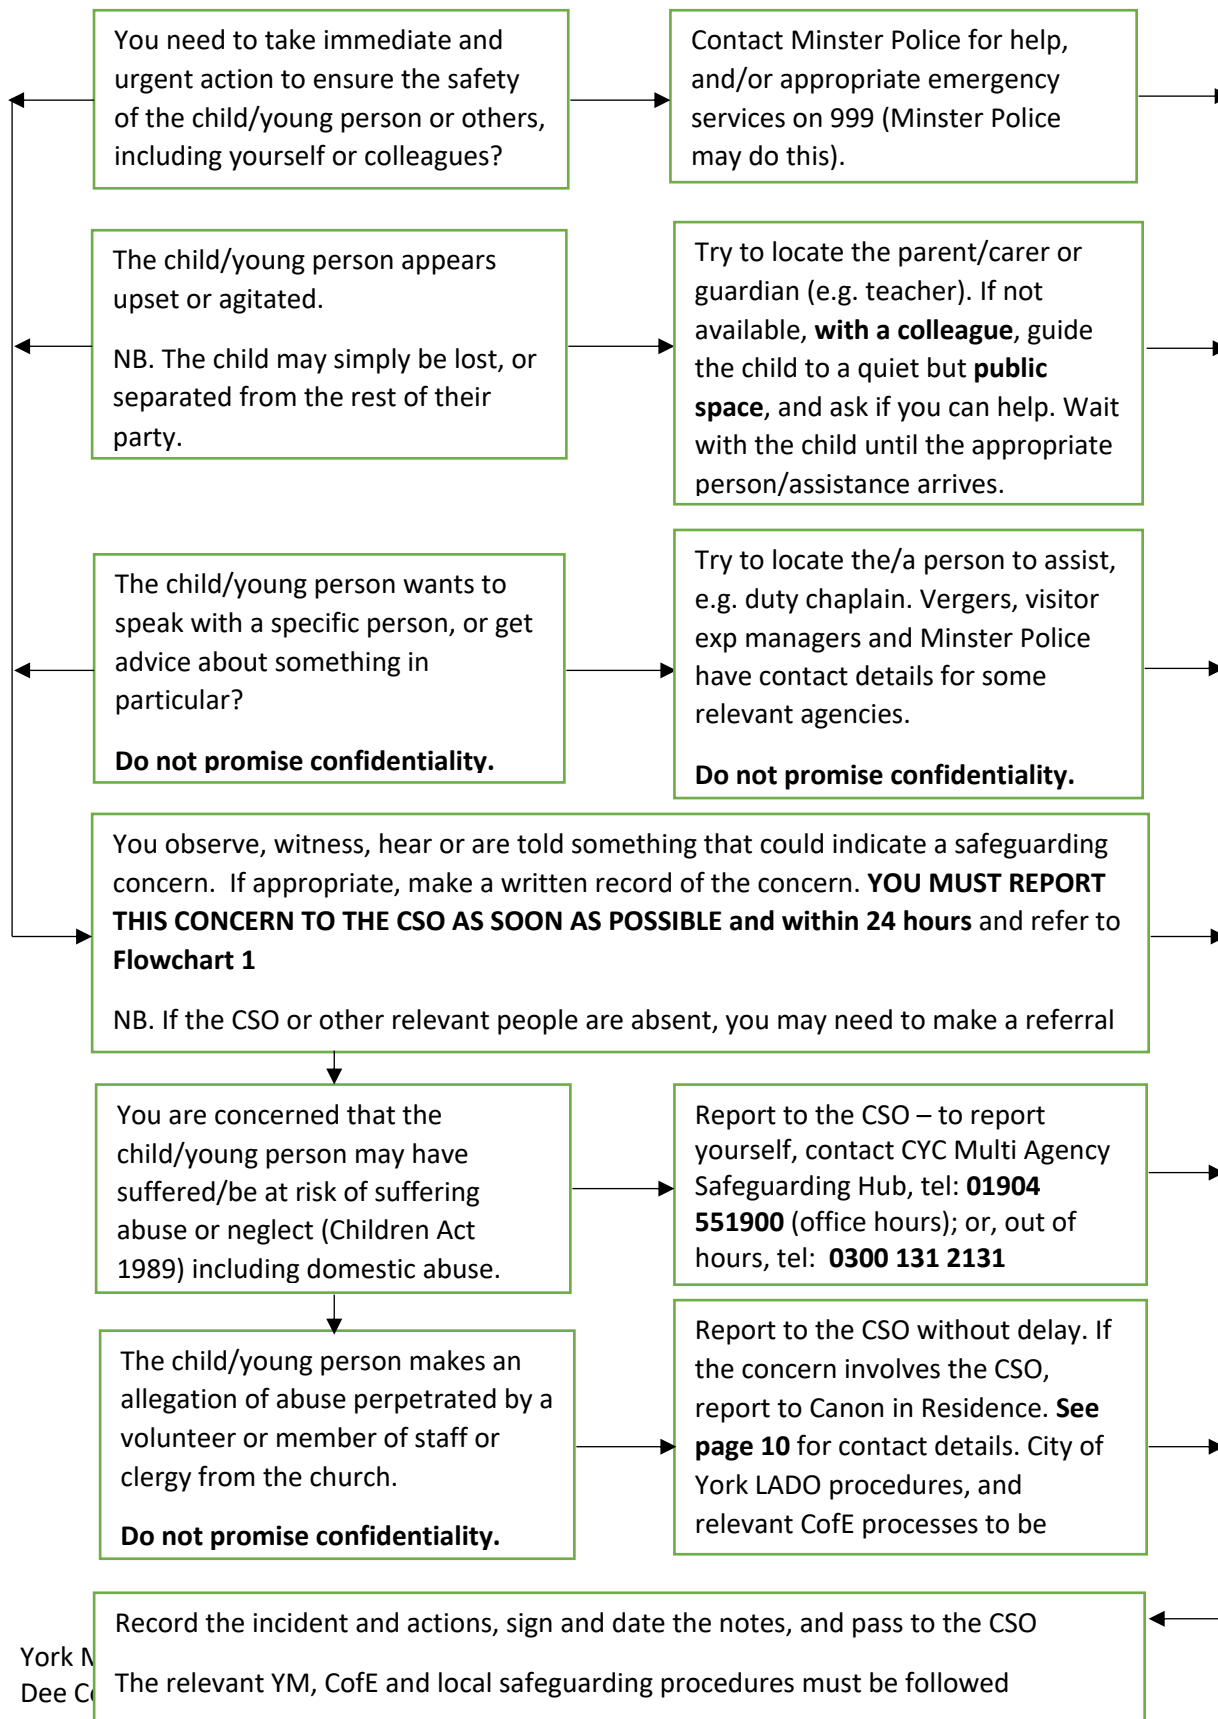 You need to take immediate and
urgent action to ensure the safety
of the child/young person or others,
including yourself or colleagues?
Contact Minster Police for help,
and/or appropriate emergency
services on 999 (Minster Police
may do this).
The child/young person appears
upset or agitated.
NB. The child may simply be lost, or
separated from the rest of their
party.
Try to locate the parent/carer or
guardian (e.g. teacher). If not
available, with a colleague, guide
the child to a quiet but public
space, and ask if you can help. Wait
with the child until the appropriate
person/assistance arrives.
The child/young person wants to
speak with a specific person, or get
advice about something in
particular?
Do not promise confidentiality.
Try to locate the/a person to assist,
e.g. duty chaplain. Vergers, visitor
exp managers and Minster Police
have contact details for some
relevant agencies.
Do not promise confidentiality.
You observe, witness, hear or are told something that could indicate a safeguarding
concern.  If appropriate, make a written record of the concern. YOU MUST REPORT
THIS CONCERN TO THE CSO AS SOON AS POSSIBLE and within 24 hours and refer to
Flowchart 1
NB. If the CSO or other relevant people are absent, you may need to make a referral
You are concerned that the
child/young person may have
suffered/be at risk of suffering
abuse or neglect (Children Act
1989) including domestic abuse.
Report to the CSO – to report
yourself, contact CYC Multi Agency
Safeguarding Hub, tel: 01904
551900 (office hours); or, out of
hours, tel:  0300 131 2131
The child/young person makes an
allegation of abuse perpetrated by a
volunteer or member of staff or
clergy from the church.
Do not promise confidentiality.
Report to the CSO without delay. If
the concern involves the CSO,
report to Canon in Residence. See
page 10 for contact details. City of
York LADO procedures, and
relevant CofE processes to be
Record the incident and actions, sign and date the notes, and pass to the CSO
The relevant YM, CofE and local safeguarding procedures must be followed
York
Dee